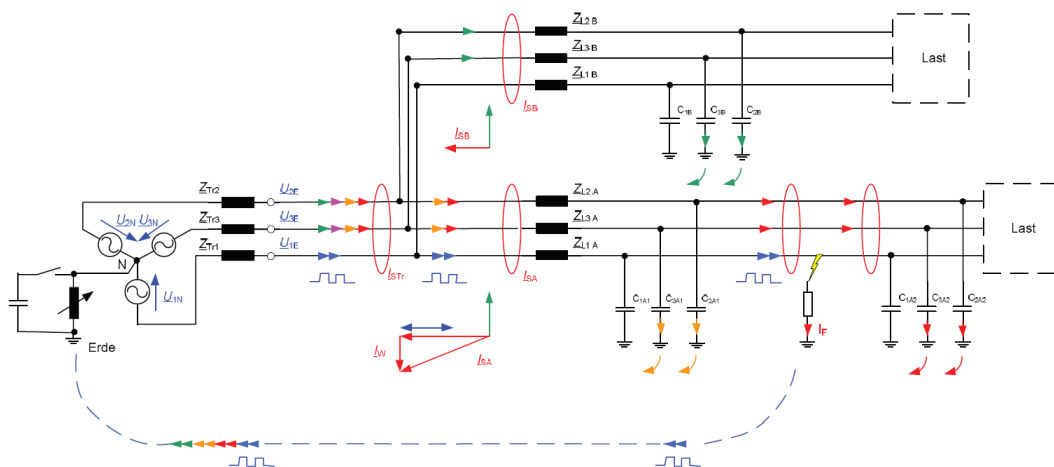 Z_L2 B
Z_L3 B
Z_L1 B
Last
I_SB
C_1B
C_3B
C_2B
I_SB
Z_Tr2
U_2E
Z_L2 A
U_2N U_3N
Z_Tr3
U_3E
Z_L3 A
Last
N
Z_Tr1
U_1E
Z_L1 A
I_STr
I_SA
U_1N
C_1A1
C_3A1
C_2A1
C_1A2
C_3A2
C_2A2
I_F
Erde
I_W
I_SA